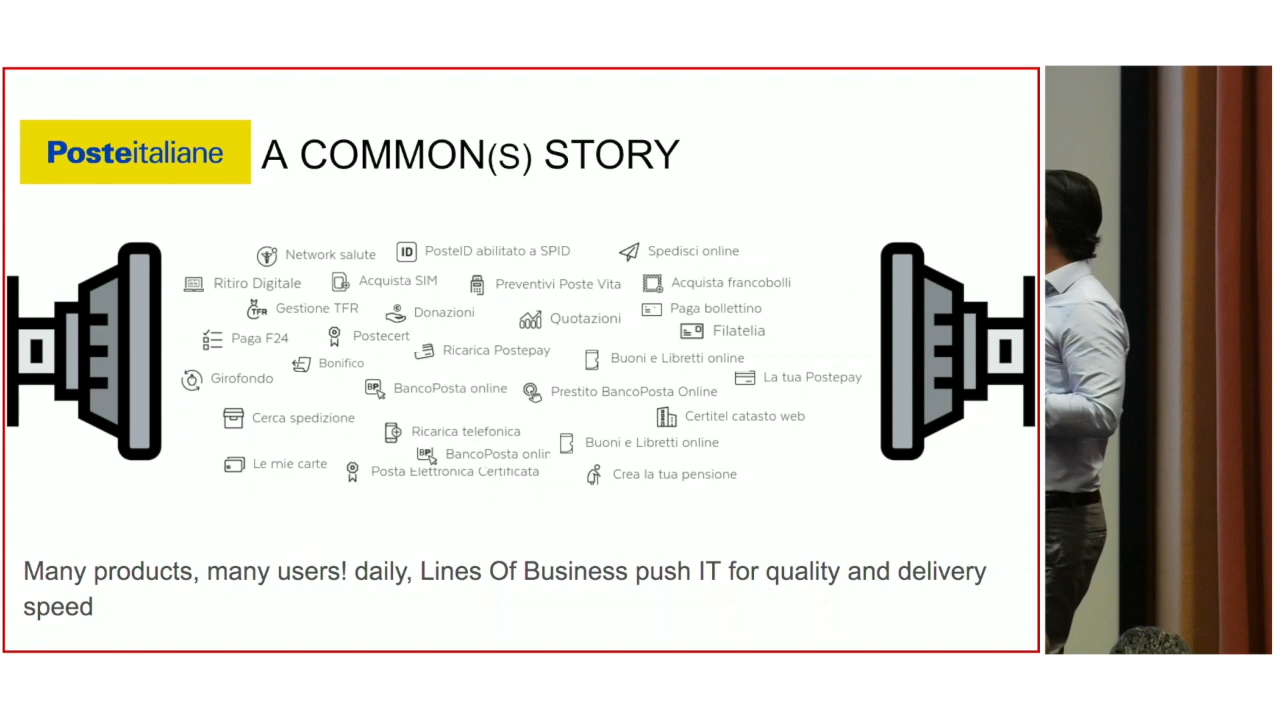 Posteitaliane A COMMON(S) STORY
Network salute
ID PosteID abilitato a SPID
Spedisci online
Ritiro Digitale
Acquista SIM
Preventivi Poste Vita
Acquista francobolli
TFR Gestione TFR
Donazioni
Quotazioni
Paga bollettino
Paga F24
Postecert
Filatelia
Bonifico
Ricarica Postepay
Buoni e Libretti online
Girofondo
BP BancoPosta online
Prestito BancoPosta Online
La tua Postepay
Cerca spedizione
Certitel catasto web
Ricarica telefonica
Buoni e Libretti online
BP BancoPosta onlin
Le mie carte
Posta Elettronica Certificata
Crea la tua pensione
Many products, many users! daily, Lines Of Business push IT for quality and delivery
speed